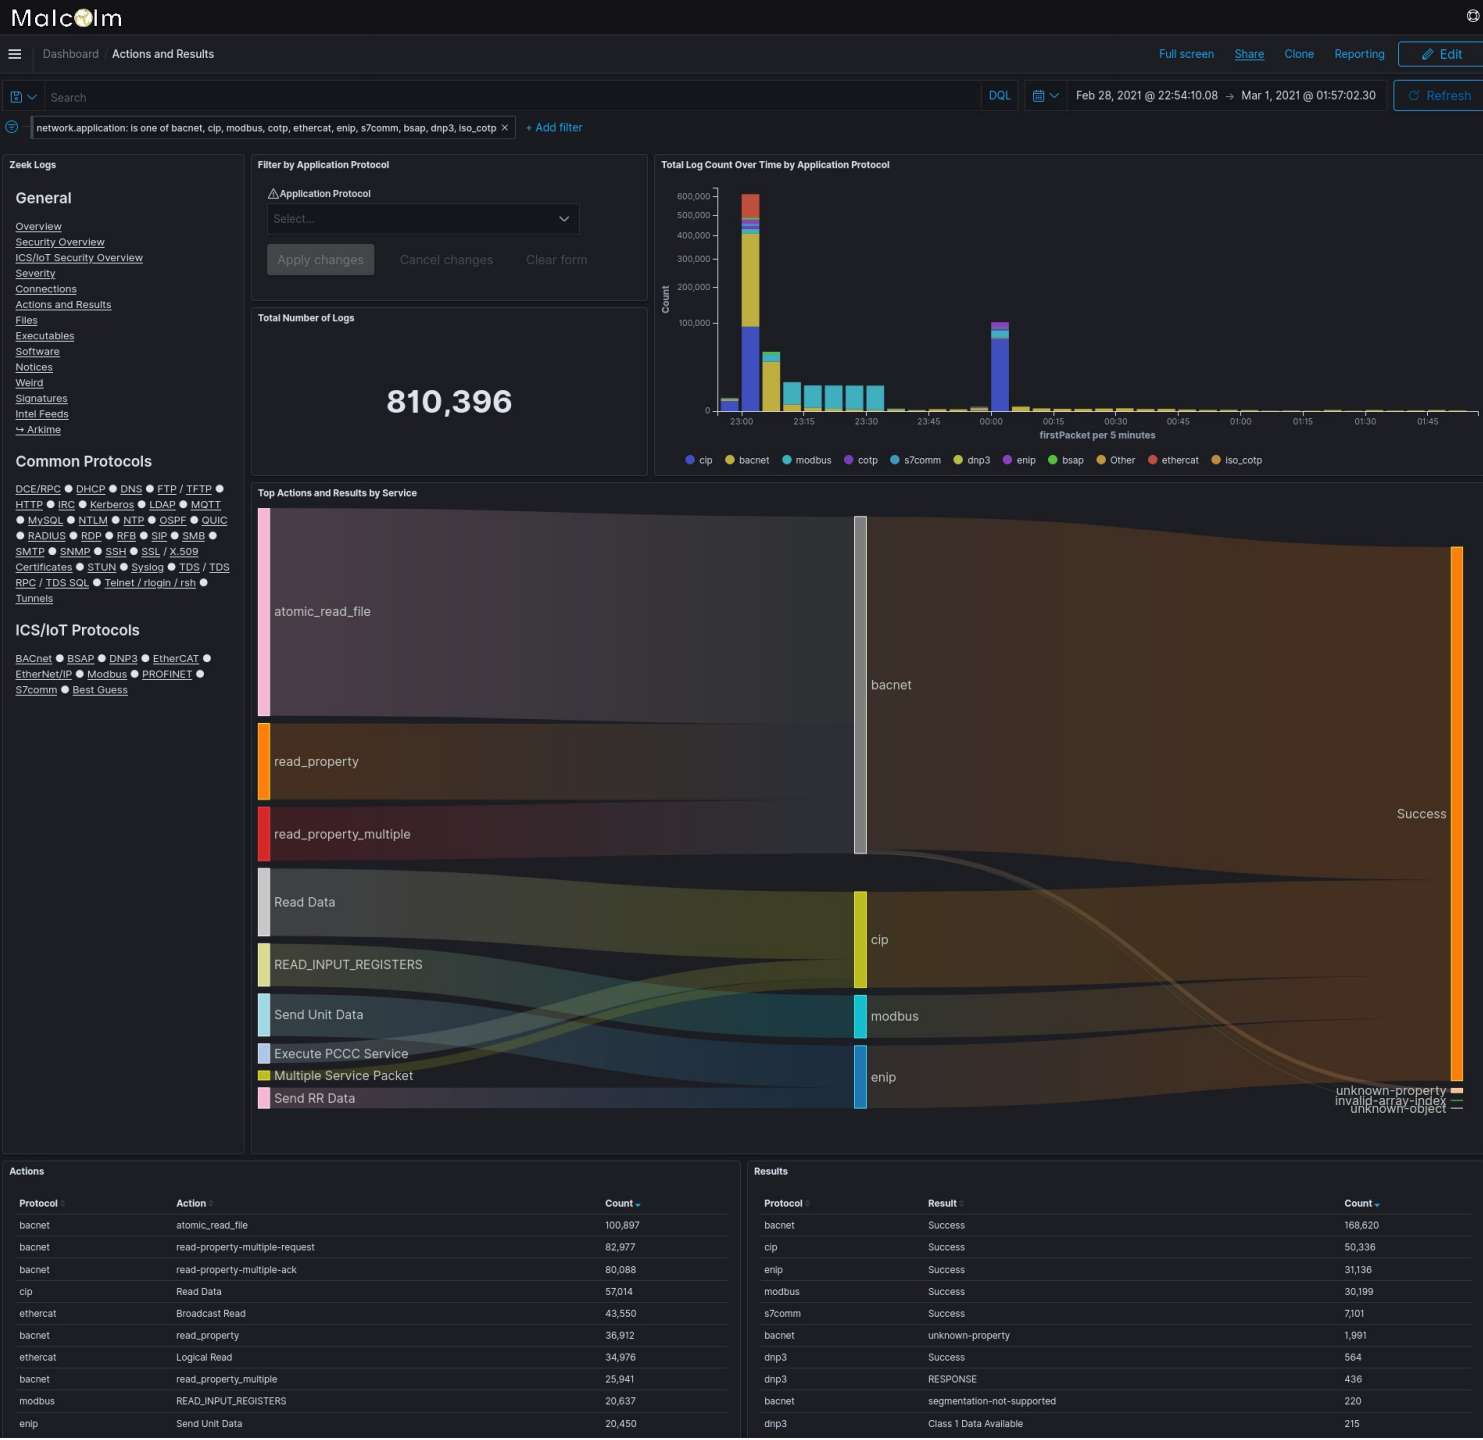 Malcolm
Dashboard / Actions and Results
Full screen Share Clone Reporting Edit
Search
DQL
Feb 28, 2021 @ 22:54:10.08 → Mar 1, 2021 @ 01:57:02.30
Refresh
network.application: is one of bacnet, cip, modbus, cotp, ethercat, enip, s7comm, bsap, dnp3, iso_cotp ×
+ Add filter
Zeek Logs
General
Overview
Security Overview
ICS/IoT Security Overview
Severity
Connections
Actions and Results
Files
Executables
Software
Notices
Weird
Signatures
Intel Feeds
↪ Arkime
Common Protocols
DCE/RPC ● DHCP ● DNS ● FTP / TFTP ●
HTTP ● IRC ● Kerberos ● LDAP ● MQTT
● MySQL ● NTLM ● NTP ● OSPF ● QUIC
● RADIUS ● RDP ● RFB ● SIP ● SMB ●
SMTP ● SNMP ● SSH ● SSL / X.509
Certificates ● STUN ● Syslog ● TDS / TDS
RPC / TDS SQL ● Telnet / rlogin / rsh ●
Tunnels
ICS/IoT Protocols
BACnet ● BSAP ● DNP3 ● EtherCAT ●
EtherNet/IP ● Modbus ● PROFINET ●
S7comm ● Best Guess
Filter by Application Protocol
Application Protocol
Select...
Apply changes Cancel changes Clear form
Total Number of Logs
810,396
Total Log Count Over Time by Application Protocol
600,000
500,000
400,000
300,000
200,000
100,000
0
Count
23:00 23:15 23:30 23:45 00:00 00:15 00:30 00:45 01:00 01:15 01:30 01:45
firstPacket per 5 minutes
cip bacnet modbus cotp s7comm dnp3 enip bsap Other ethercat iso_cotp
Top Actions and Results by Service
atomic_read_file
read_property
read_property_multiple
Read Data
READ_INPUT_REGISTERS
Send Unit Data
Execute PCCC Service
Multiple Service Packet
Send RR Data
bacnet
cip
modbus
enip
Success
unknown-property
invalid-array-index
unknown-object
Actions
Protocol Action Count
bacnet atomic_read_file 100,897
bacnet read-property-multiple-request 82,977
bacnet read-property-multiple-ack 80,088
cip Read Data 57,014
ethercat Broadcast Read 43,550
bacnet read_property 36,912
ethercat Logical Read 34,976
bacnet read_property_multiple 25,941
modbus READ_INPUT_REGISTERS 20,637
enip Send Unit Data 20,450
Results
Protocol Result Count
bacnet Success 168,620
cip Success 50,336
enip Success 31,136
modbus Success 30,199
s7comm Success 7,101
bacnet unknown-property 1,991
dnp3 Success 564
dnp3 RESPONSE 436
bacnet segmentation-not-supported 220
dnp3 Class 1 Data Available 215